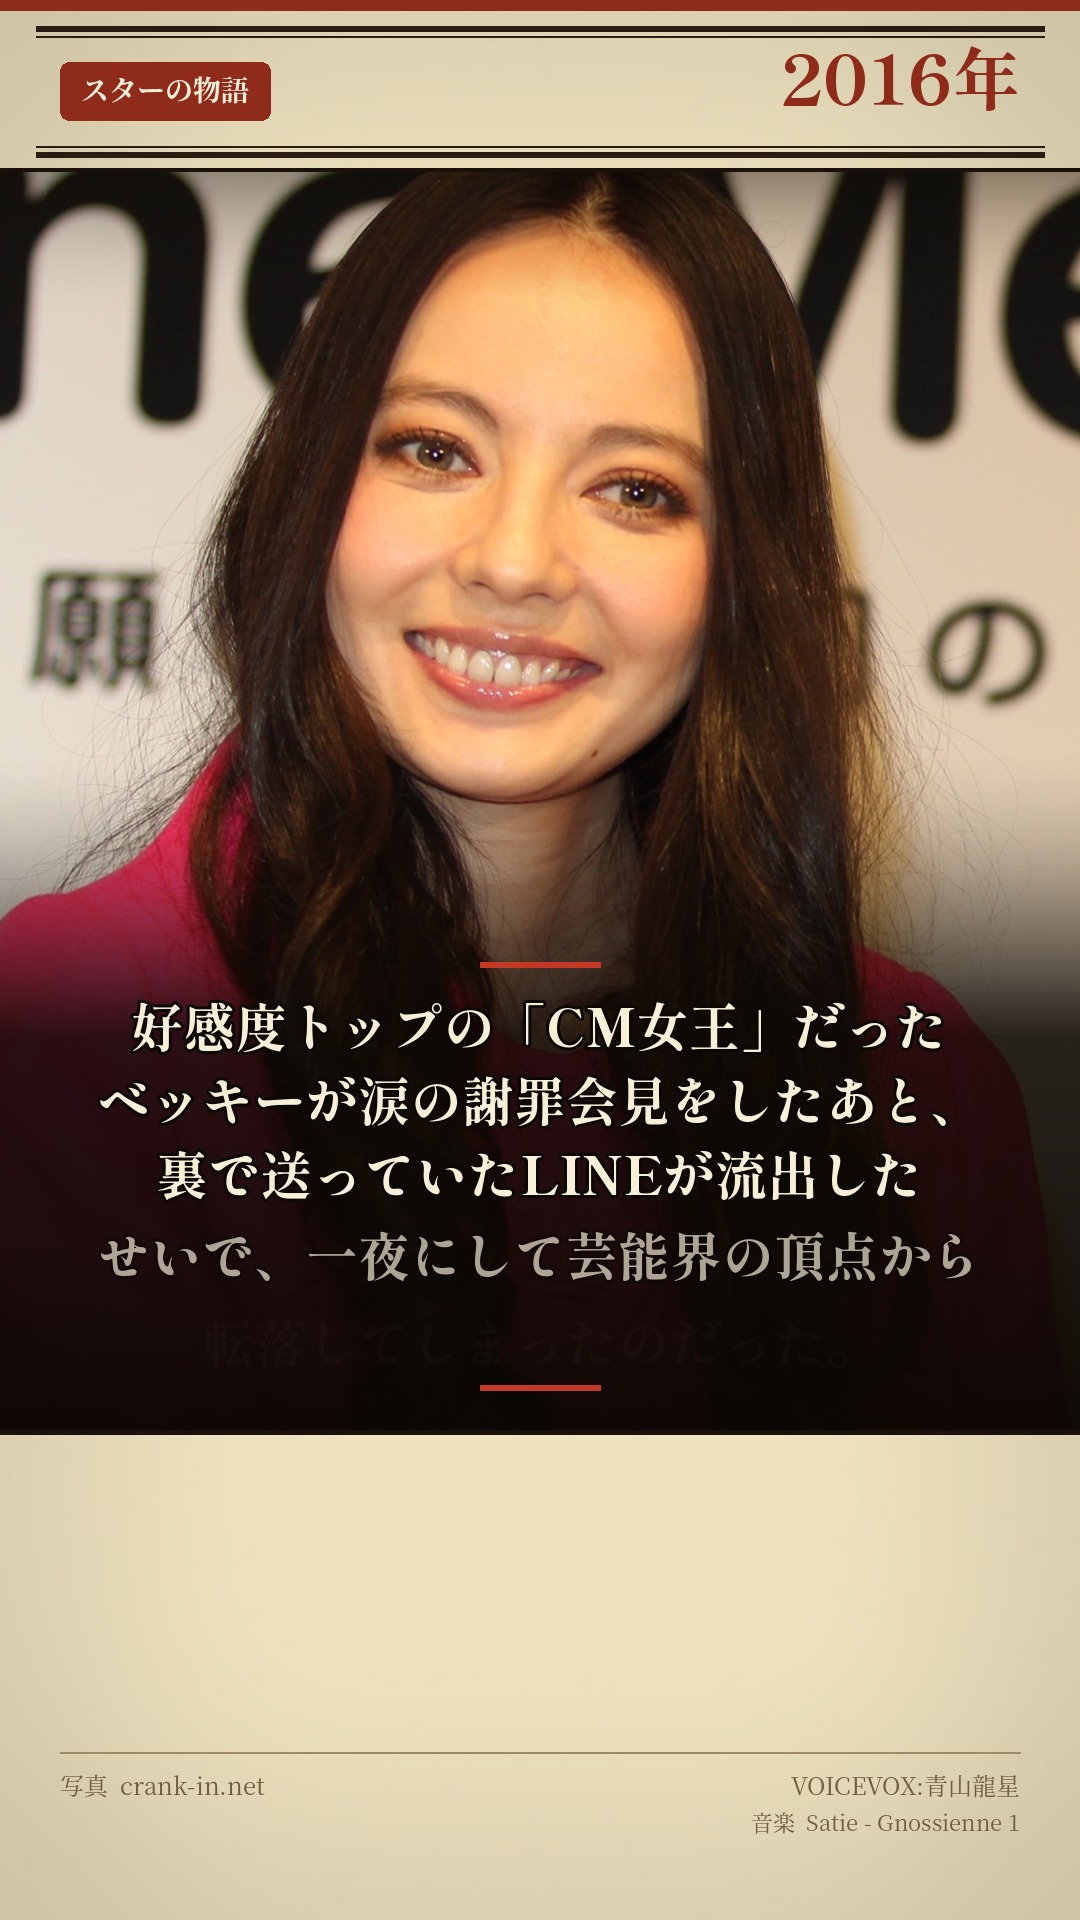 スターの物語
2016年
ne Me
願 の
好感度トップの「CM女王」だった
ベッキーが涙の謝罪会見をしたあと、
裏で送っていたLINEが流出した
せいで、一夜にして芸能界の頂点から
転落してしまったのだった。
写真 crank-in.net
VOICEVOX:青山龍星
音楽 Satie - Gnossienne 1